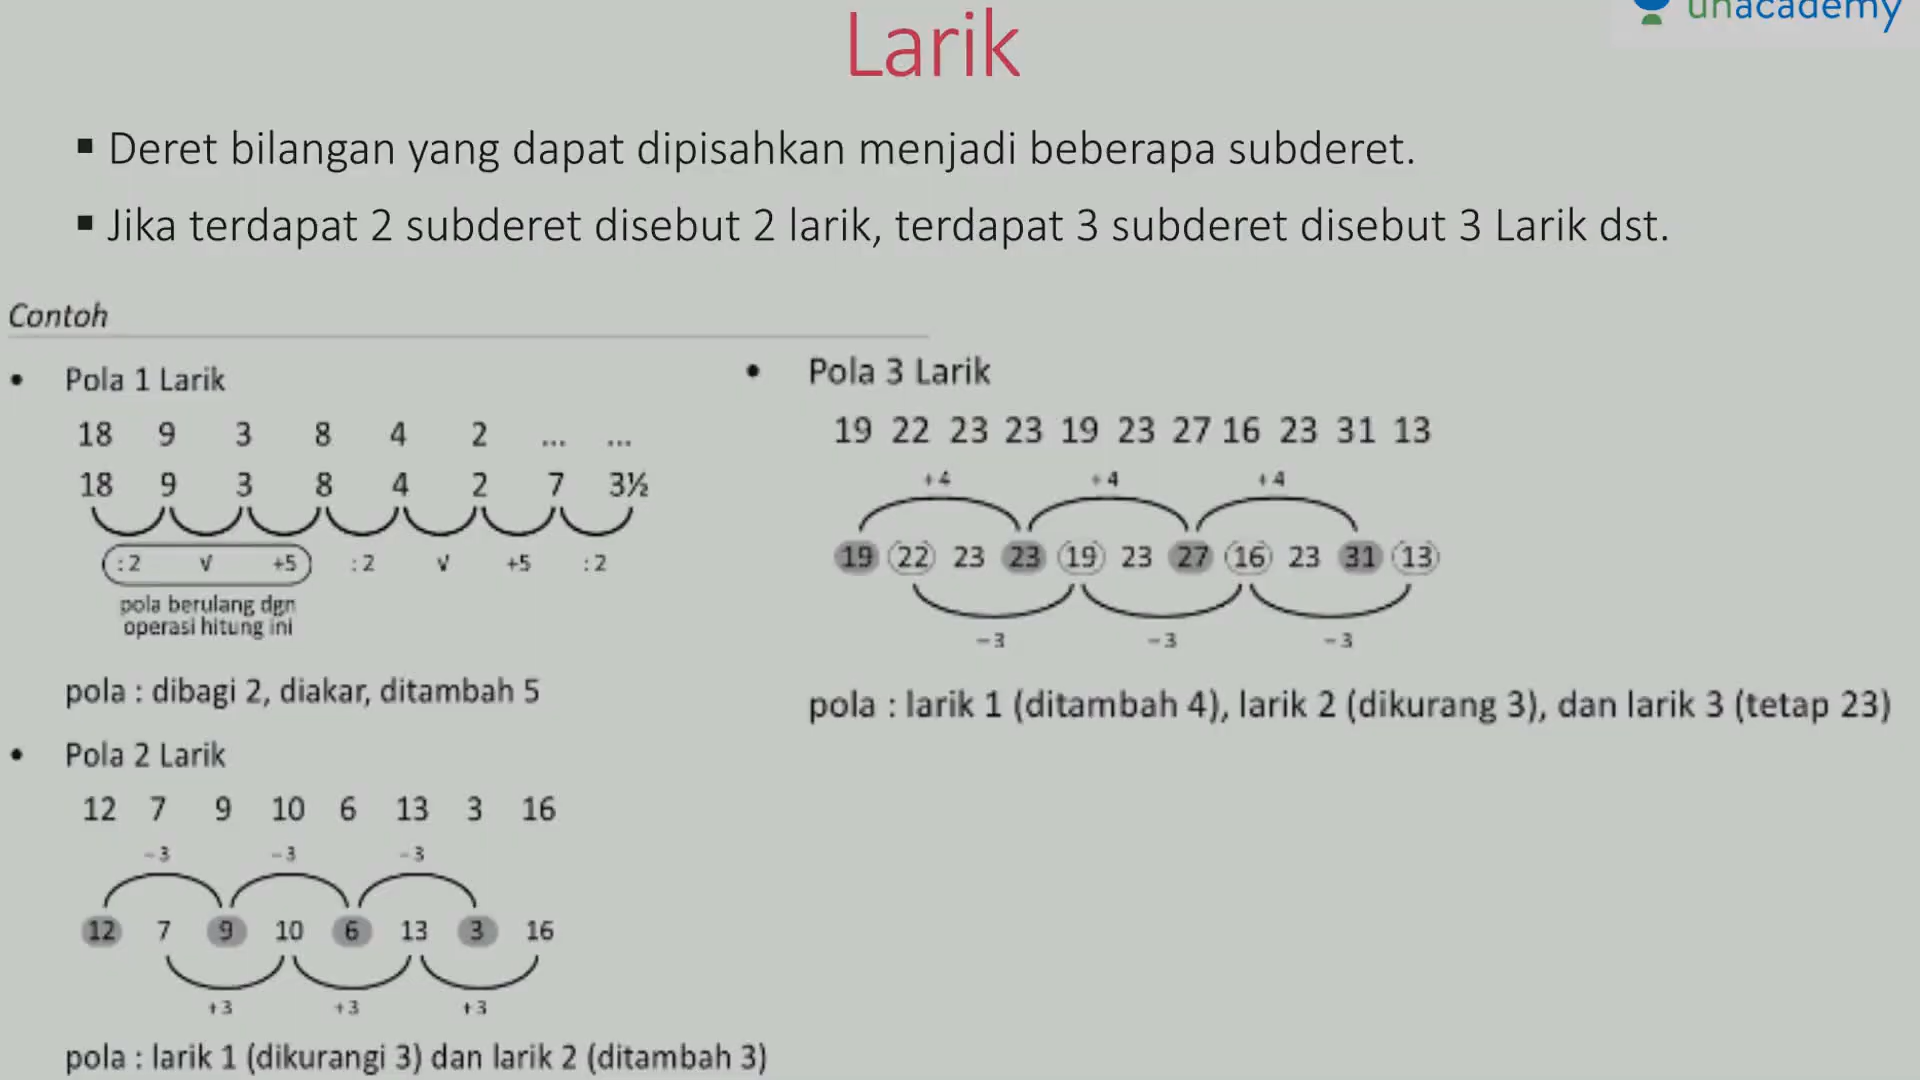 unacademy
Larik
▪ Deret bilangan yang dapat dipisahkan menjadi beberapa subderet.
▪ Jika terdapat 2 subderet disebut 2 larik, terdapat 3 subderet disebut 3 Larik dst.
Contoh
• Pola 1 Larik
18 9 3 8 4 2 ... ...
18 9 3 8 4 2 7 3½
: 2 √ +5 : 2 √ +5 : 2
pola berulang dgn
operasi hitung ini
pola : dibagi 2, diakar, ditambah 5
• Pola 2 Larik
12 7 9 10 6 13 3 16
−3 −3 −3
12 7 9 10 6 13 3 16
+3 +3 +3
pola : larik 1 (dikurangi 3) dan larik 2 (ditambah 3)
• Pola 3 Larik
19 22 23 23 19 23 27 16 23 31 13
+4 +4 +4
19 22 23 23 19 23 27 16 23 31 13
−3 −3 −3
pola : larik 1 (ditambah 4), larik 2 (dikurang 3), dan larik 3 (tetap 23)